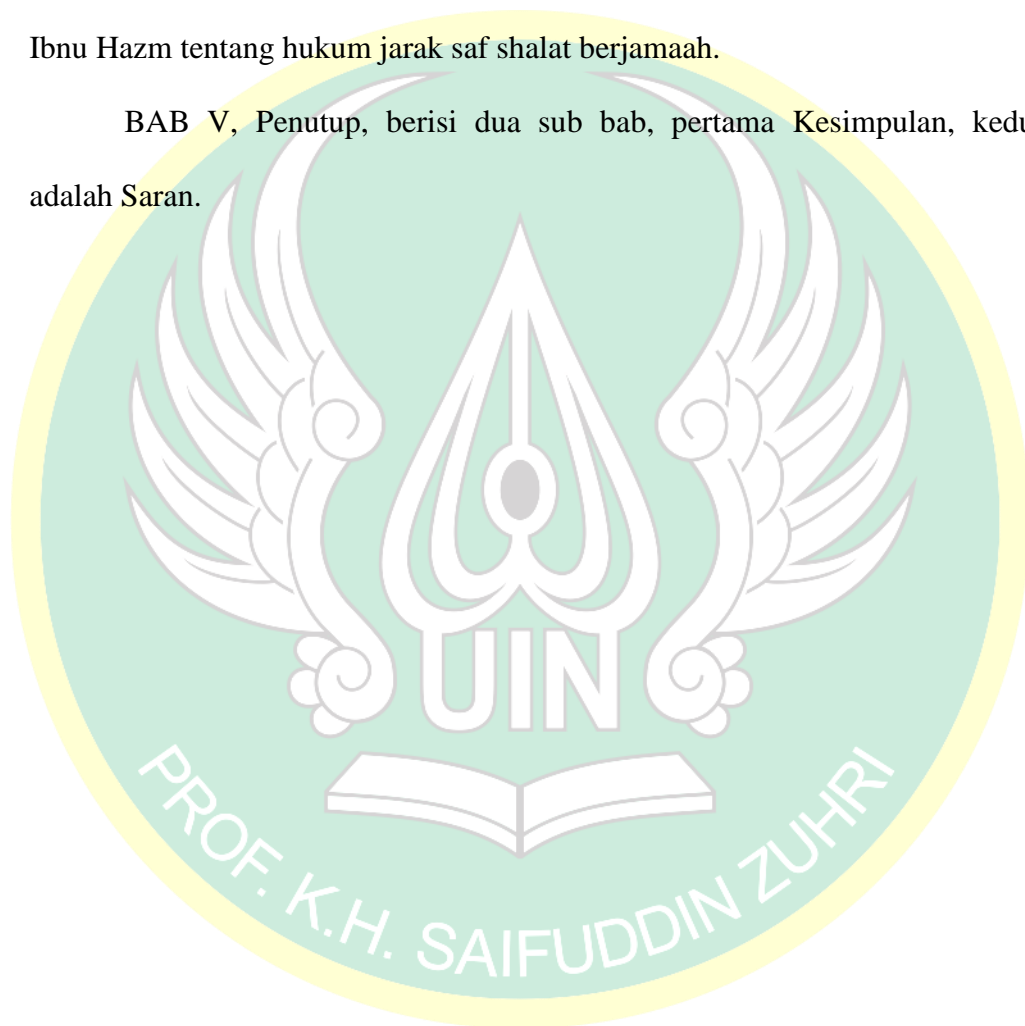 Ibnu Hazm tentang hukum jarak saf shalat berjamaah.
BAB V, Penutup, berisi dua sub bab, pertama Kesimpulan, kedu
adalah Saran.
UIN
PROF. K.H. SAIFUDDIN ZUHRI